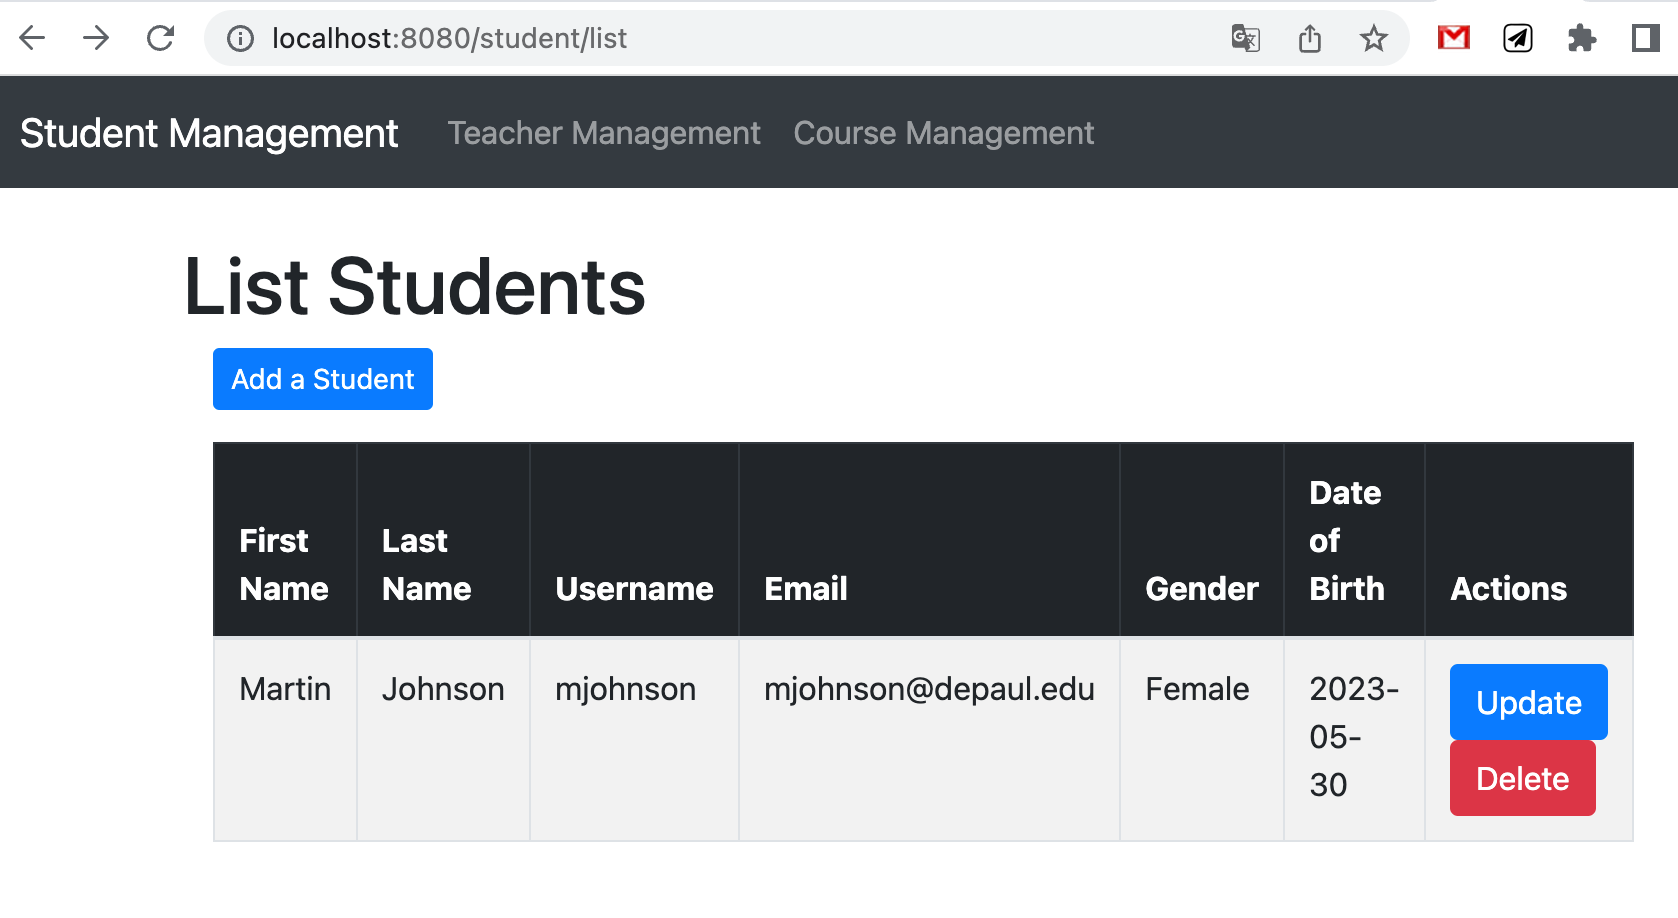 localhost:8080/student/list
Student Management Teacher Management Course Management
List Students
Add a Student
First Name Last Name Username Email Gender Date of Birth Actions
Martin Johnson mjohnson mjohnson@depaul.edu Female 2023-05-30 Update
Delete